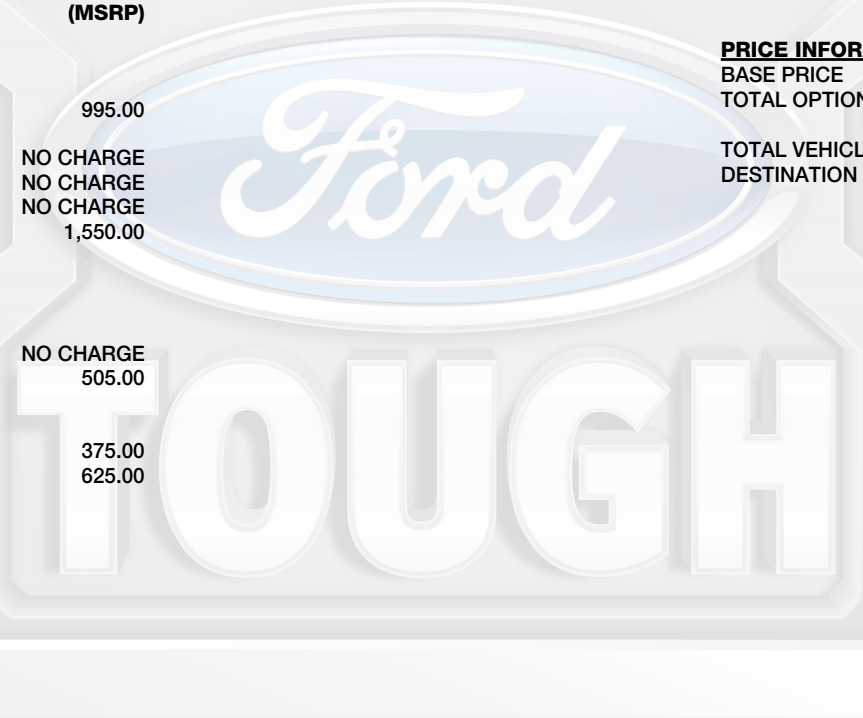 (MSRP)
995.00
NO CHARGE
NO CHARGE
NO CHARGE
1,550.00
NO CHARGE
505.00
375.00
625.00
PRICE INFOR
BASE PRICE
TOTAL OPTION
TOTAL VEHICL
DESTINATION
Ford
TOUGH